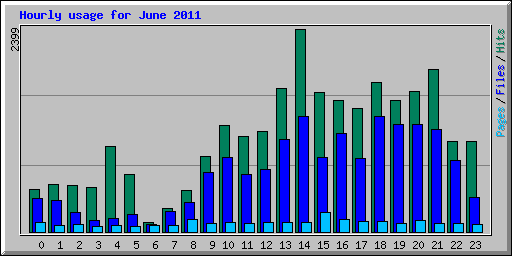 Hourly usage for June 2011
2399
Pages / Files / Hits
0 1 2 3 4 5 6 7 8 9 10 11 12 13 14 15 16 17 18 19 20 21 22 23